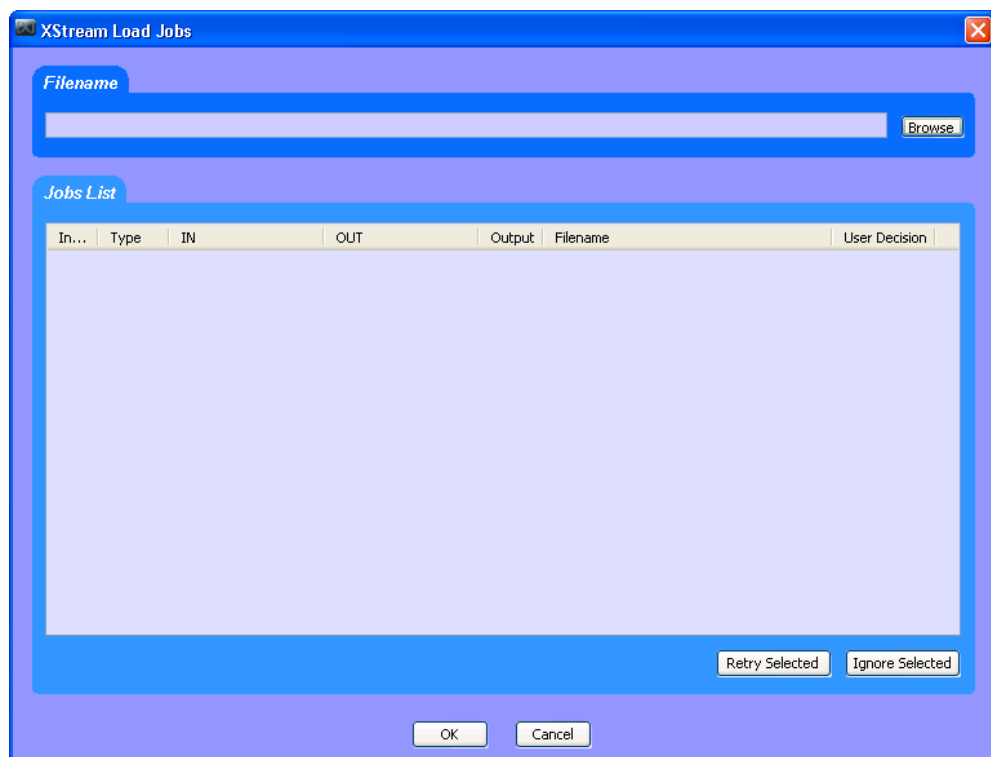 XStream Load Jobs
Filename
Browse
Jobs List
In... Type IN OUT Output Filename User Decision
Retry Selected Ignore Selected
OK Cancel